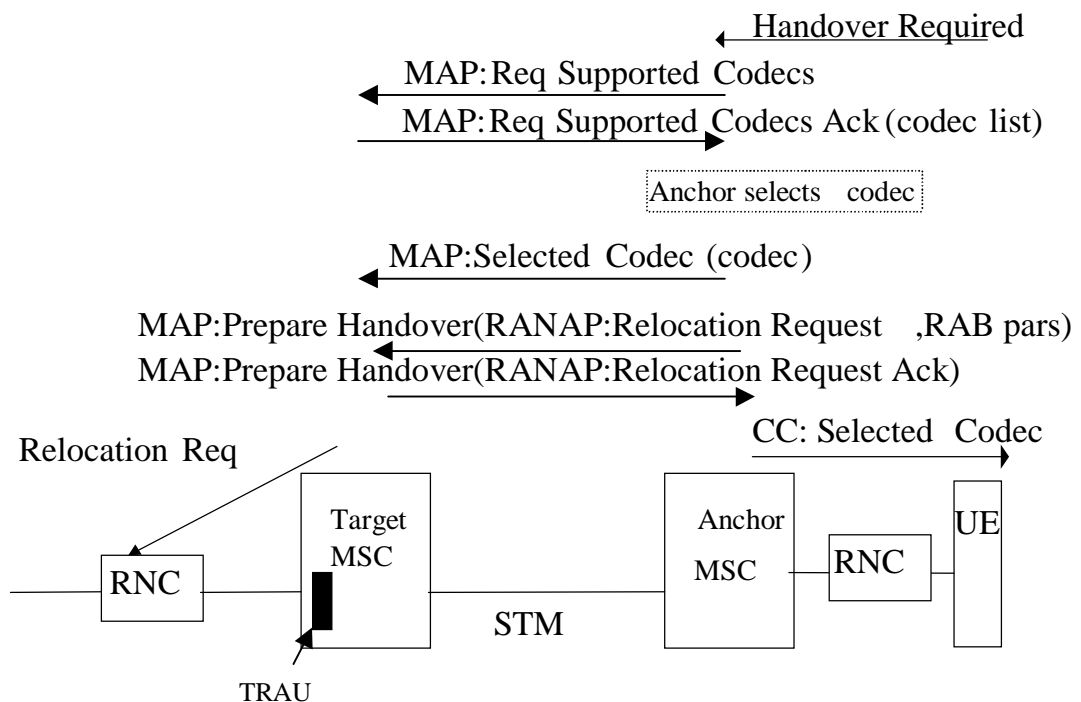 Handover Required
MAP:Req Supported Codecs
MAP:Req Supported Codecs Ack (codec list)
Anchor selects codec
MAP:Selected Codec (codec)
MAP:Prepare Handover(RANAP:Relocation Request ,RAB pars)
MAP:Prepare Handover(RANAP:Relocation Request Ack)
CC: Selected Codec
Relocation Req
Target
MSC
Anchor
MSC
UE
RNC
RNC
STM
TRAU